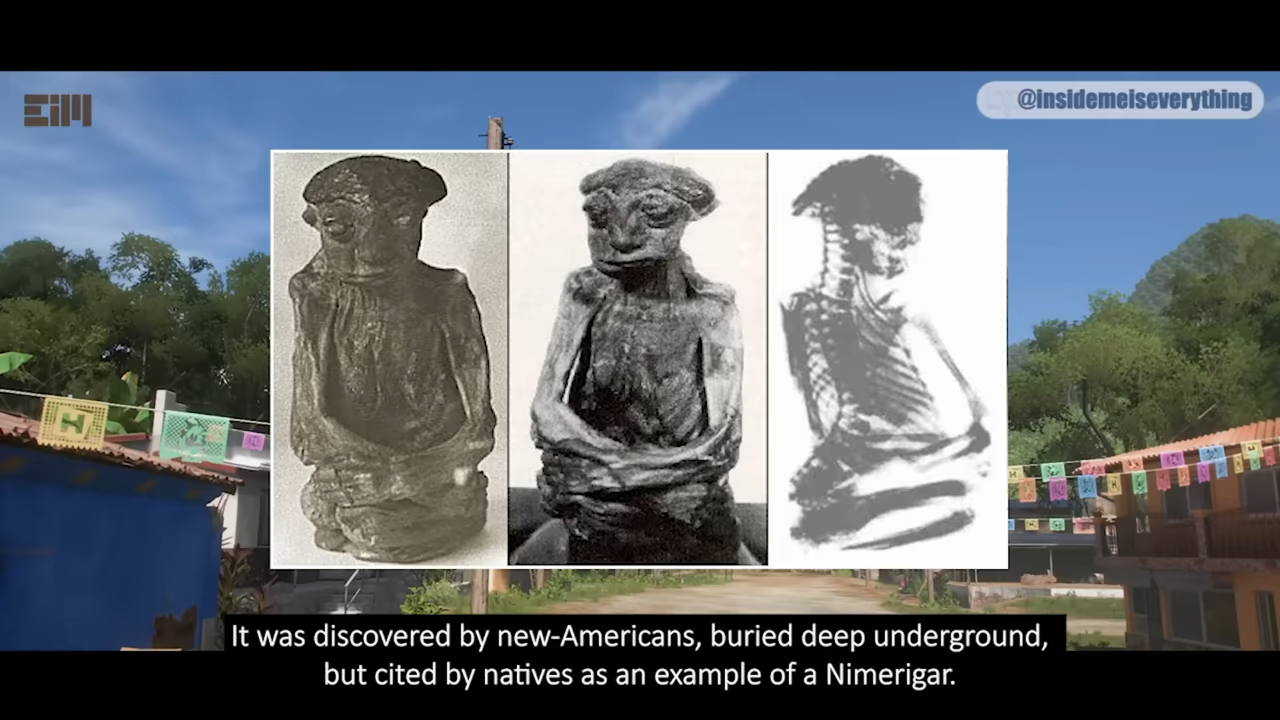 EiM
@insidemeiseverything
H
It was discovered by new-Americans, buried deep underground,
but cited by natives as an example of a Nimerigar.